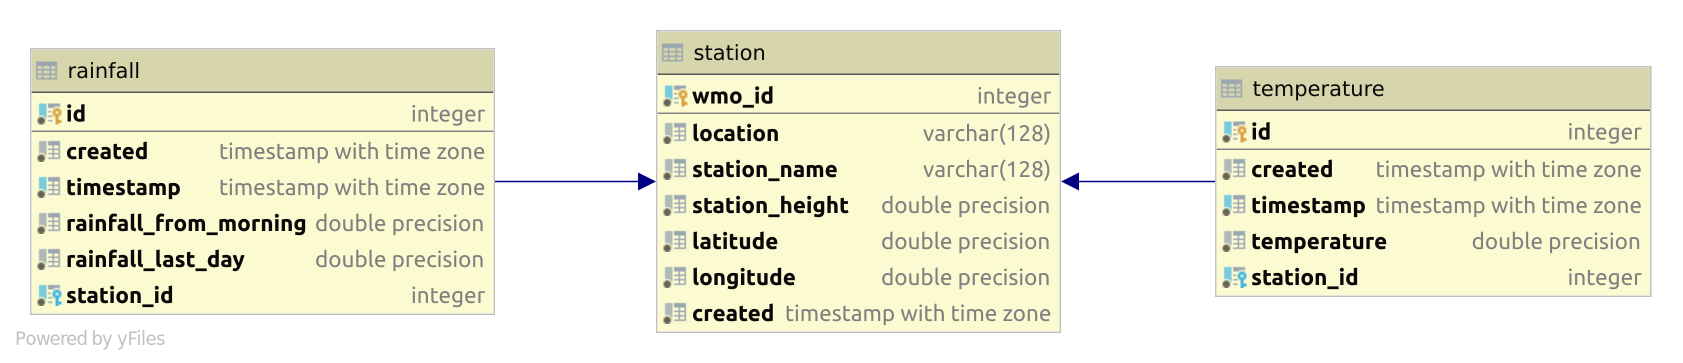 rainfall
id integer
created timestamp with time zone
timestamp timestamp with time zone
rainfall_from_morning double precision
rainfall_last_day double precision
station_id integer
station
wmo_id integer
location varchar(128)
station_name varchar(128)
station_height double precision
latitude double precision
longitude double precision
created timestamp with time zone
temperature
id integer
created timestamp with time zone
timestamp timestamp with time zone
temperature double precision
station_id integer
Powered by yFiles